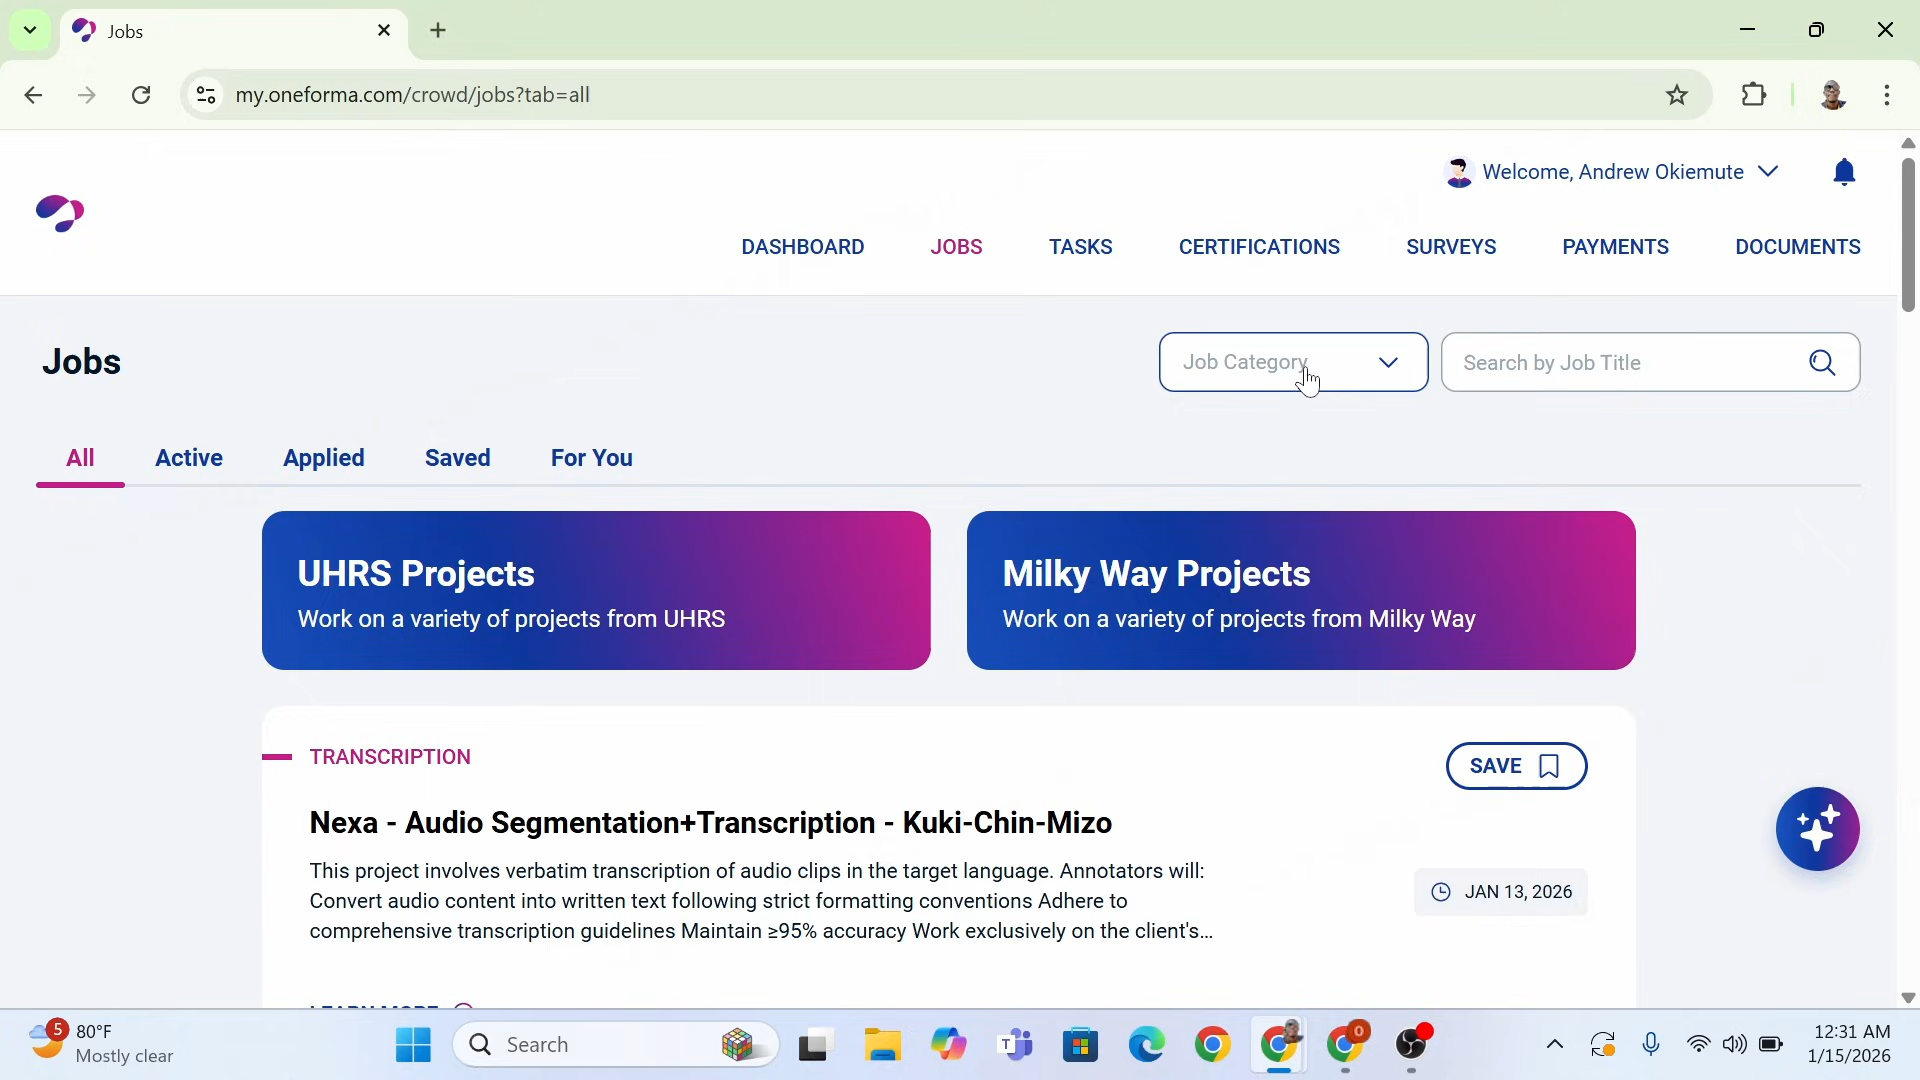 Jobs
my.oneforma.com/crowd/jobs?tab=all
Welcome, Andrew Okiemute
DASHBOARD
JOBS
TASKS
CERTIFICATIONS
SURVEYS
PAYMENTS
DOCUMENTS
Jobs
Job Category
Search by Job Title
All
Active
Applied
Saved
For You
UHRS Projects
Work on a variety of projects from UHRS
Milky Way Projects
Work on a variety of projects from Milky Way
TRANSCRIPTION
SAVE
Nexa - Audio Segmentation+Transcription - Kuki-Chin-Mizo
This project involves verbatim transcription of audio clips in the target language. Annotators will:
Convert audio content into written text following strict formatting conventions Adhere to
comprehensive transcription guidelines Maintain ≥95% accuracy Work exclusively on the client's...
JAN 13, 2026
LEARN MORE
5
80°F
Mostly clear
Search
0
12:31 AM
1/15/2026